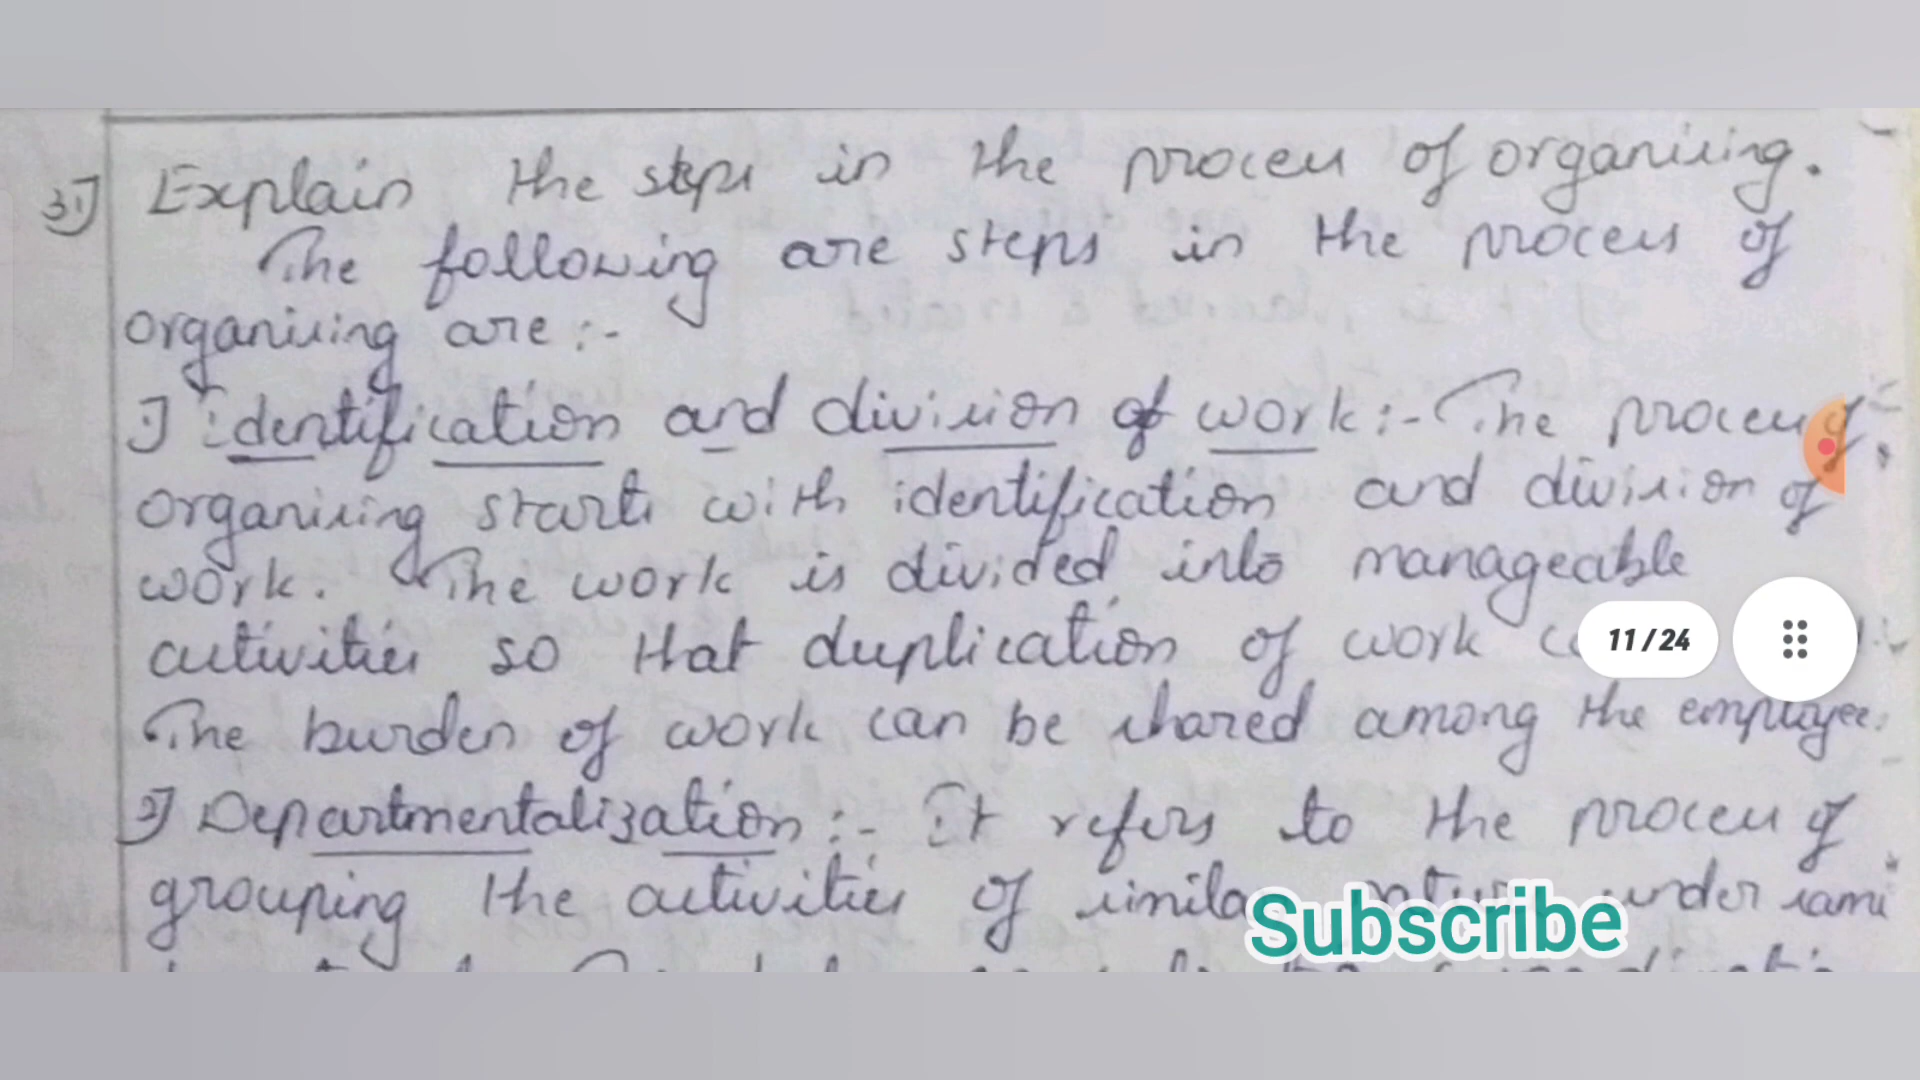 3.] Explain the steps in the process of organising.
The following are steps in the process of
organising are :-
1] Identification and division of work :- The process of
organising starts with identification and division of
work. The work is divided into manageable
activities so that duplication of work
11/24
The burden of work can be shared among the employee.
2] Departmentalization :- It refers to the process of
grouping the activities of similar nature under same
Subscribe